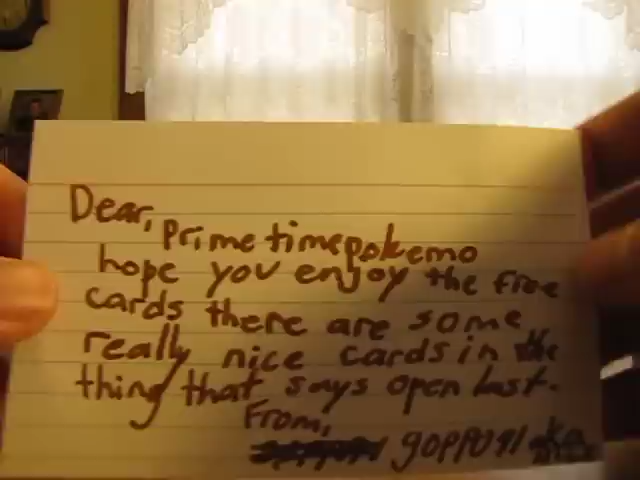 Dear,
primetimepokemo
hope you enjoy the free
cards there are some
really nice cards in the
thing that says open last.
From,